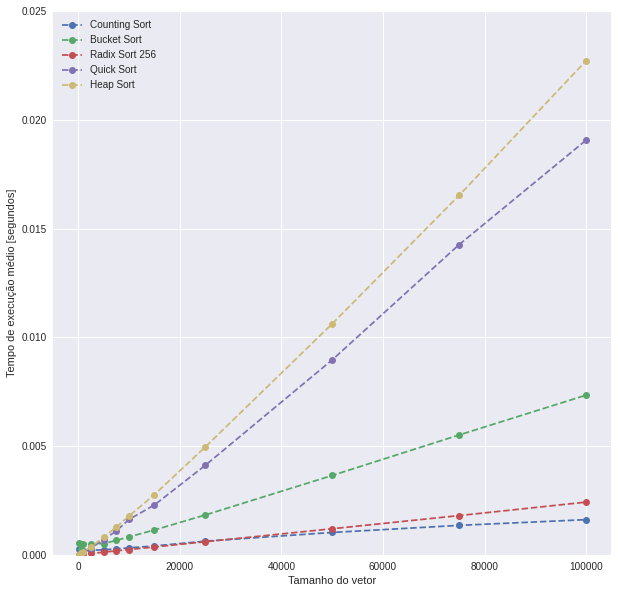 Counting Sort
Bucket Sort
Radix Sort 256
Quick Sort
Heap Sort
0.025
0.020
0.015
0.010
0.005
0.000
Tempo de execução médio [segundos]
0 20000 40000 60000 80000 100000
Tamanho do vetor